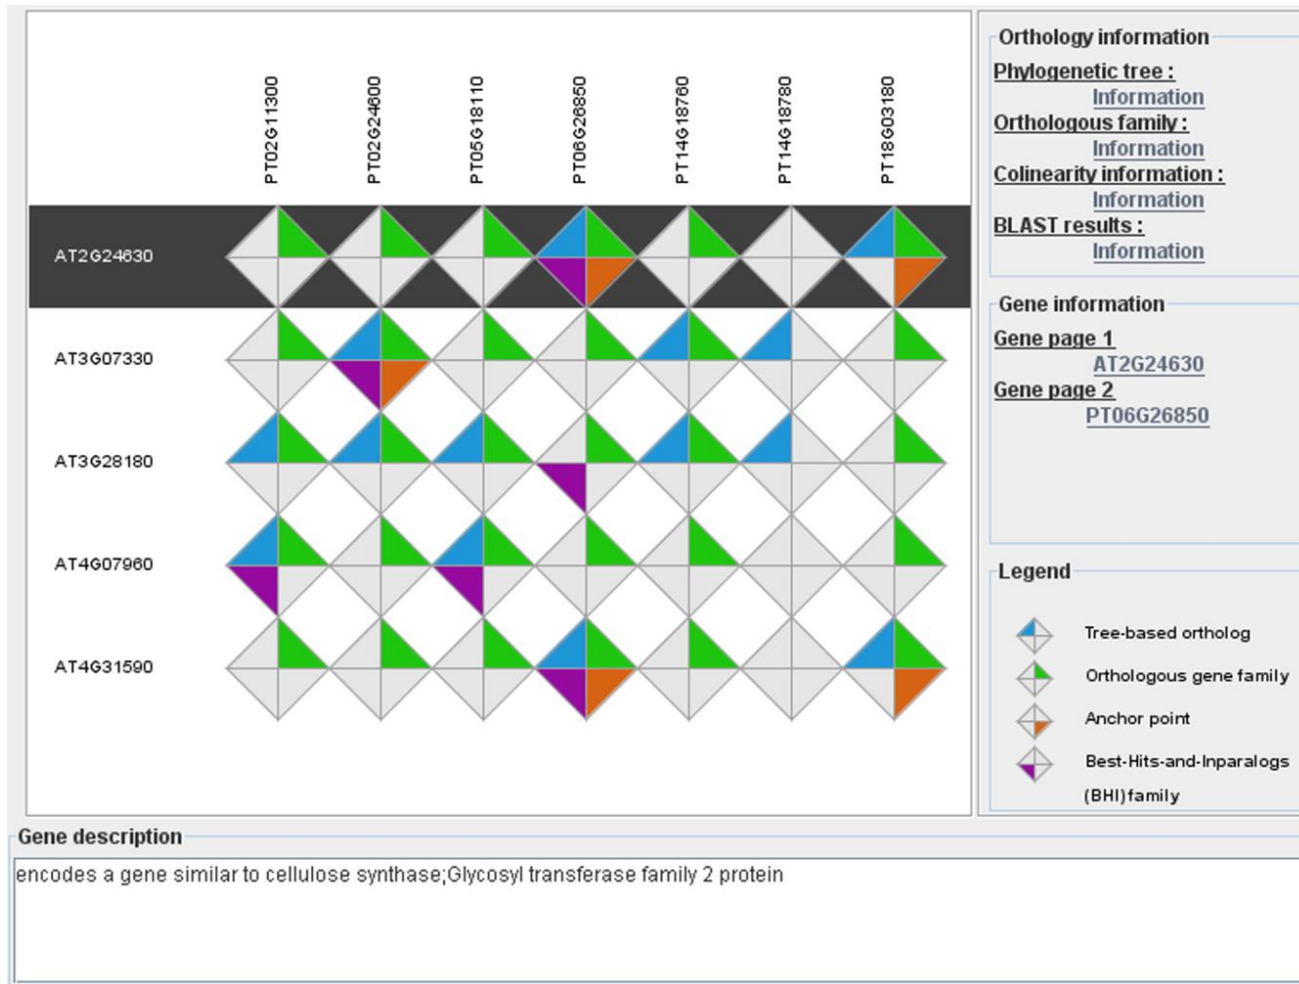 PT02G11300
PT02G24600
PT05G18110
PT06G26850
PT14G18760
PT14G18780
PT18G03180
AT2G24630
AT3G07330
AT3G28180
AT4G07960
AT4G31590
Orthology information
Phylogenetic tree :
Information
Orthologous family :
Information
Colinearity information :
Information
BLAST results :
Information
Gene information
Gene page 1
AT2G24630
Gene page 2
PT06G26850
Legend
Tree-based ortholog
Orthologous gene family
Anchor point
Best-Hits-and-Inparalogs
(BHI)family
Gene description
encodes a gene similar to cellulose synthase;Glycosyl transferase family 2 protein